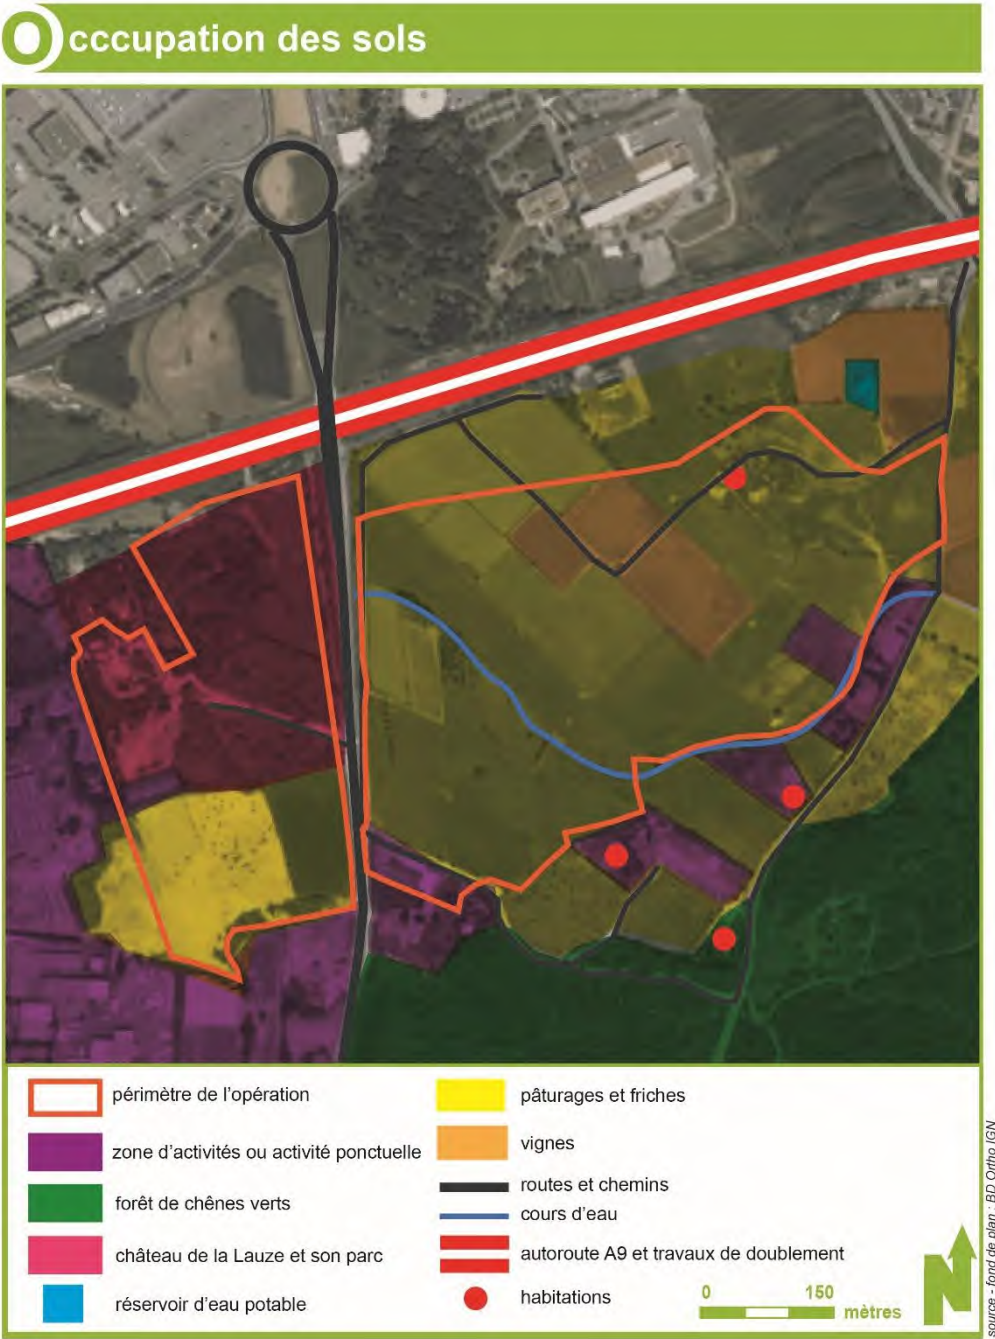 Occcupation des sols
périmètre de l'opération
zone d'activités ou activité ponctuelle
forêt de chênes verts
château de la Lauze et son parc
réservoir d'eau potable
pâturages et friches
vignes
routes et chemins
cours d'eau
autoroute A9 et travaux de doublement
habitations
0 150
mètres
N
source - fond de plan : BD Ortho IGN